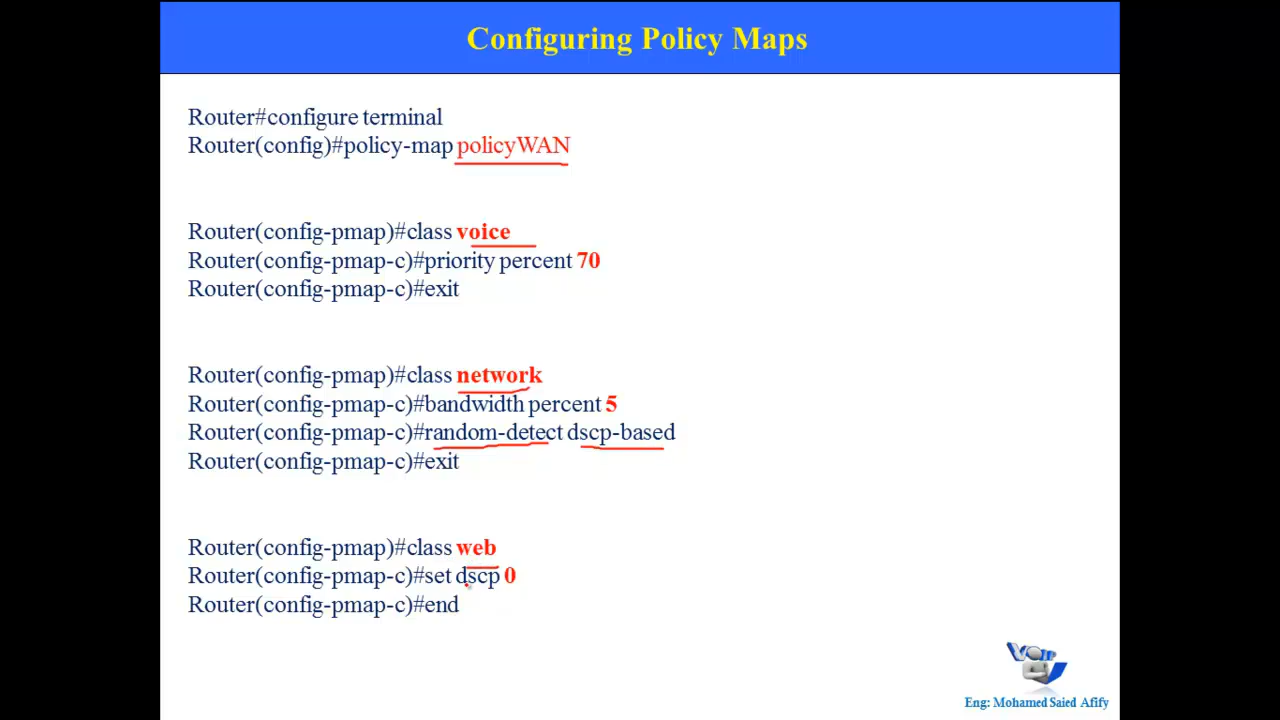 Configuring Policy Maps
Router#configure terminal
Router(config)#policy-map policyWAN
Router(config-pmap)#class voice
Router(config-pmap-c)#priority percent 70
Router(config-pmap-c)#exit
Router(config-pmap)#class network
Router(config-pmap-c)#bandwidth percent 5
Router(config-pmap-c)#random-detect dscp-based
Router(config-pmap-c)#exit
Router(config-pmap)#class web
Router(config-pmap-c)#set dscp 0
Router(config-pmap-c)#end
VoIP
Eng: Mohamed Saied Afify